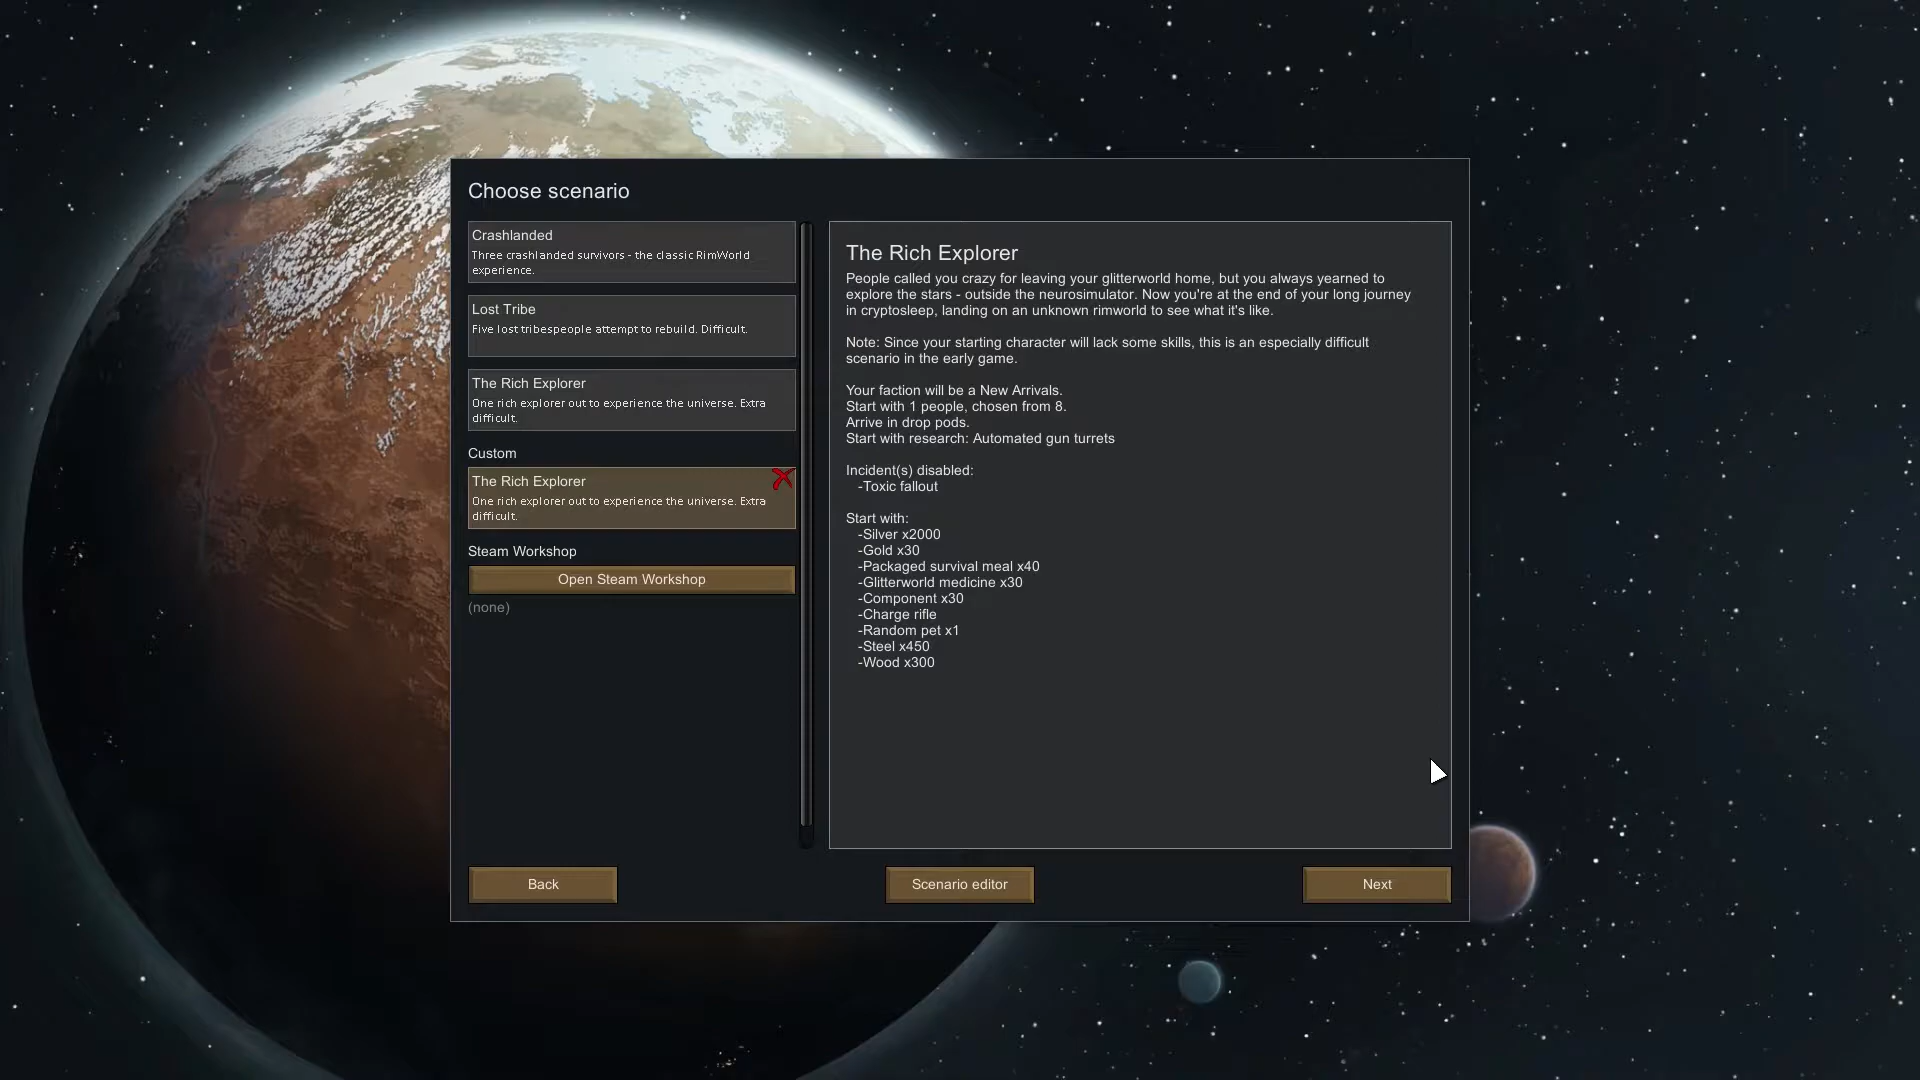 Choose scenario
Crashlanded
Three crashlanded survivors - the classic RimWorld
experience.
Lost Tribe
Five lost tribespeople attempt to rebuild. Difficult.
The Rich Explorer
One rich explorer out to experience the universe. Extra
difficult.
Custom
The Rich Explorer
One rich explorer out to experience the universe. Extra
difficult.
Steam Workshop
Open Steam Workshop
(none)
The Rich Explorer
People called you crazy for leaving your glitterworld home, but you always yearned to
explore the stars - outside the neurosimulator. Now you're at the end of your long journey
in cryptosleep, landing on an unknown rimworld to see what it's like.
Note: Since your starting character will lack some skills, this is an especially difficult
scenario in the early game.
Your faction will be a New Arrivals.
Start with 1 people, chosen from 8.
Arrive in drop pods.
Start with research: Automated gun turrets
Incident(s) disabled:
-Toxic fallout
Start with:
-Silver x2000
-Gold x30
-Packaged survival meal x40
-Glitterworld medicine x30
-Component x30
-Charge rifle
-Random pet x1
-Steel x450
-Wood x300
Back
Scenario editor
Next